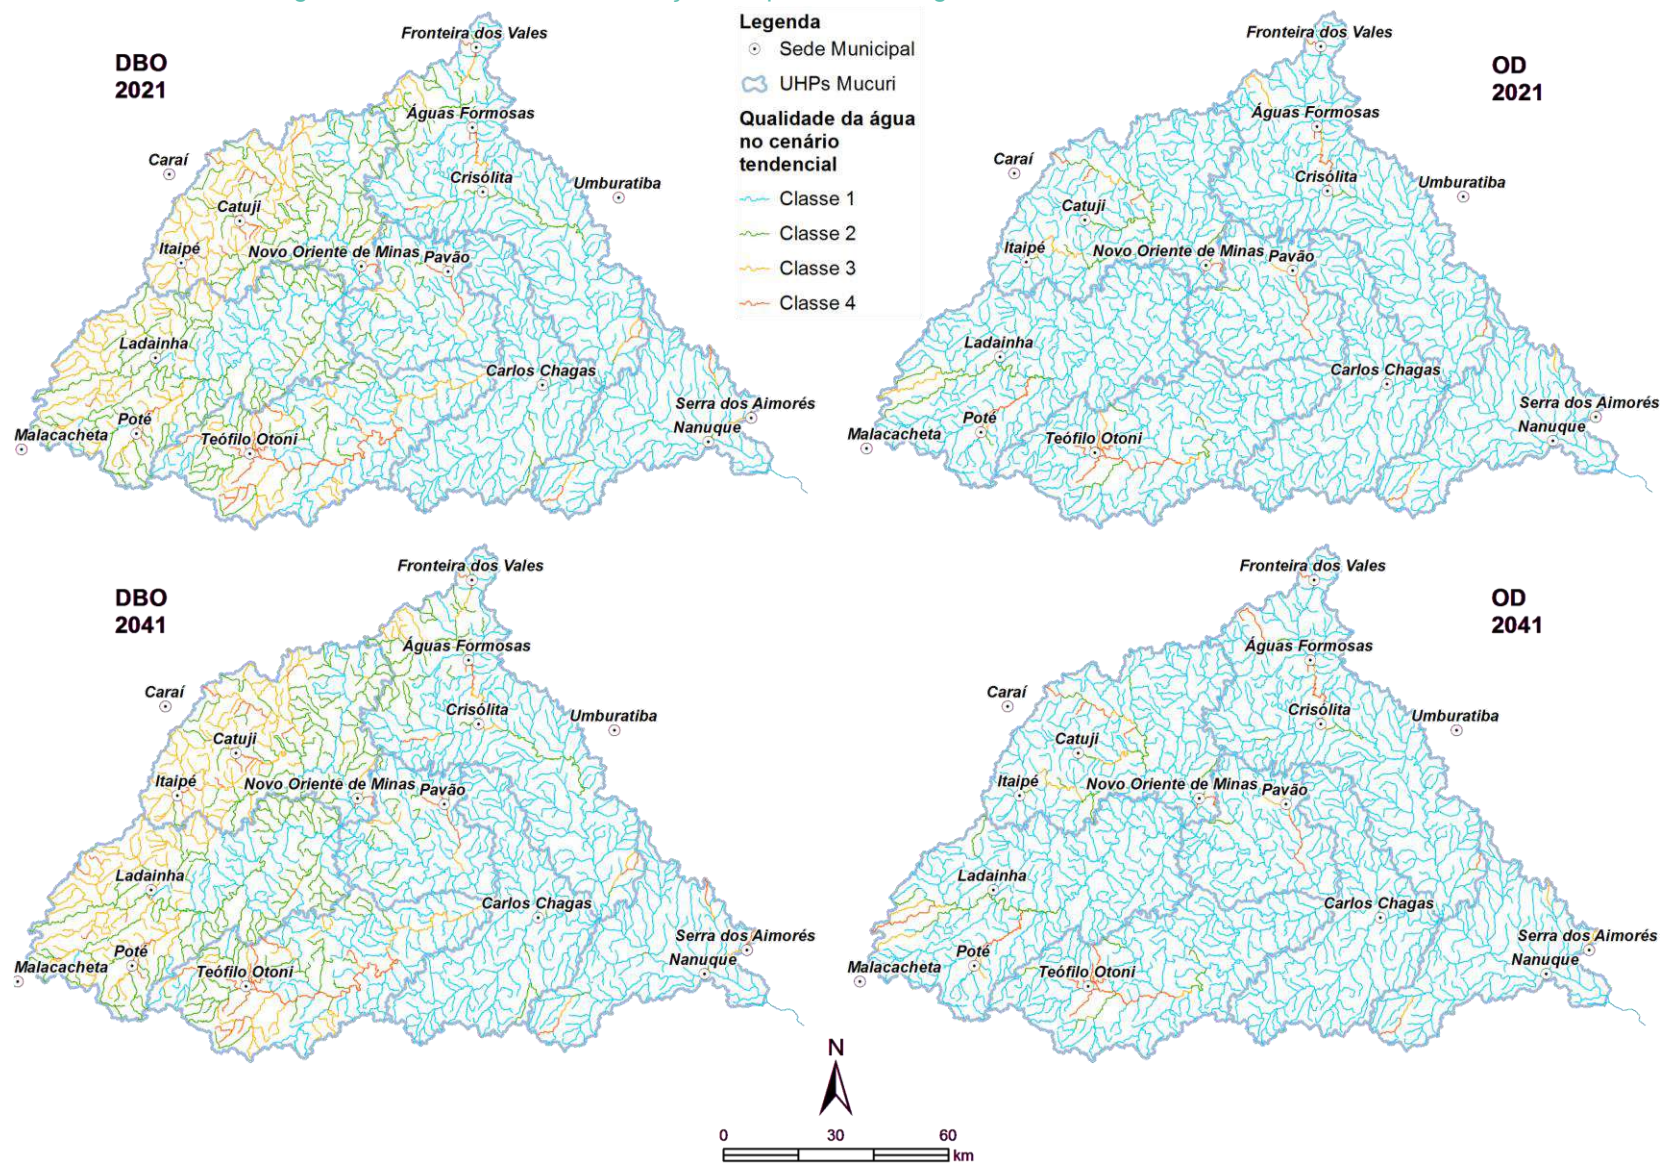 Legenda
Sede Municipal
UHPs Mucuri
Qualidade da água
no cenário
tendencial
Classe 1
Classe 2
Classe 3
Classe 4
DBO
2021
Fronteira dos Vales
Águas Formosas
Caraí
Crisólita
Umburatiba
Catuji
Itaipé
Novo Oriente de Minas
Pavão
Ladainha
Carlos Chagas
Poté
Serra dos Aimorés
Malacacheta
Teófilo Otoni
Nanuque
OD
2021
Fronteira dos Vales
Águas Formosas
Caraí
Crisólita
Umburatiba
Catuji
Itaipé
Novo Oriente de Minas
Pavão
Ladainha
Carlos Chagas
Poté
Serra dos Aimorés
Malacacheta
Teófilo Otoni
Nanuque
DBO
2041
Fronteira dos Vales
Águas Formosas
Caraí
Crisólita
Umburatiba
Catuji
Itaipé
Novo Oriente de Minas
Pavão
Ladainha
Carlos Chagas
Poté
Serra dos Aimorés
Malacacheta
Teófilo Otoni
Nanuque
OD
2041
Fronteira dos Vales
Águas Formosas
Caraí
Crisólita
Umburatiba
Catuji
Itaipé
Novo Oriente de Minas
Pavão
Ladainha
Carlos Chagas
Poté
Serra dos Aimorés
Malacacheta
Teófilo Otoni
Nanuque
N
0 30 60
km